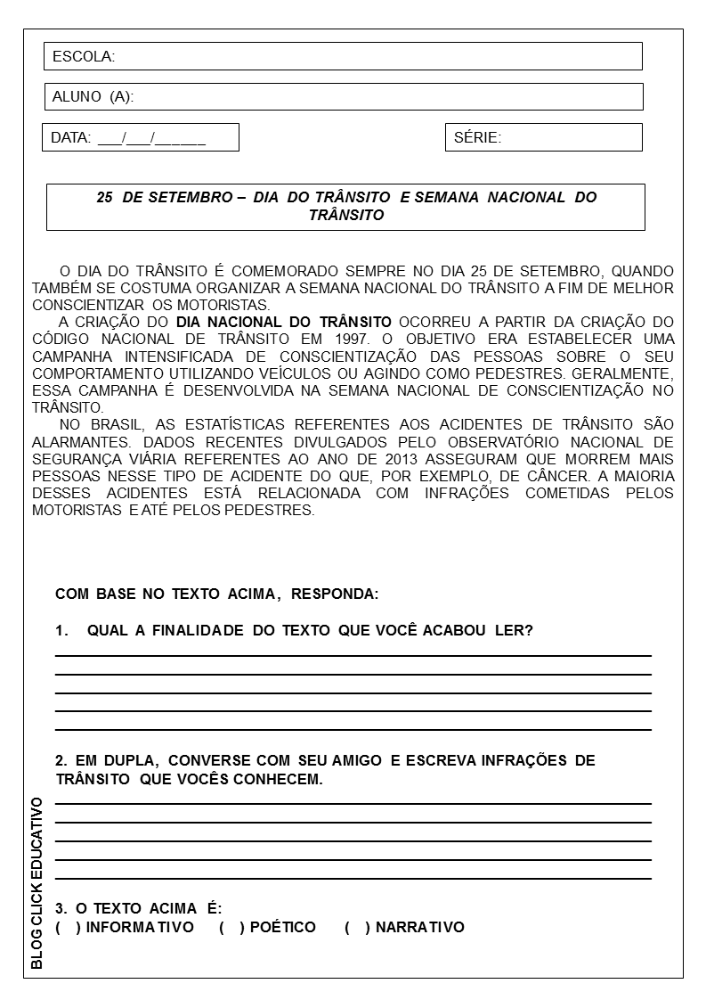 ESCOLA:
ALUNO (A):
DATA: ___/___/______
SÉRIE:
25 DE SETEMBRO – DIA DO TRÂNSITO E SEMANA NACIONAL DO
TRÂNSITO
O DIA DO TRÂNSITO É COMEMORADO SEMPRE NO DIA 25 DE SETEMBRO, QUANDO
TAMBÉM SE COSTUMA ORGANIZAR A SEMANA NACIONAL DO TRÂNSITO A FIM DE MELHOR
CONSCIENTIZAR OS MOTORISTAS.
A CRIAÇÃO DO DIA NACIONAL DO TRÂNSITO OCORREU A PARTIR DA CRIAÇÃO DO
CÓDIGO NACIONAL DE TRÂNSITO EM 1997. O OBJETIVO ERA ESTABELECER UMA
CAMPANHA INTENSIFICADA DE CONSCIENTIZAÇÃO DAS PESSOAS SOBRE O SEU
COMPORTAMENTO UTILIZANDO VEÍCULOS OU AGINDO COMO PEDESTRES. GERALMENTE,
ESSA CAMPANHA É DESENVOLVIDA NA SEMANA NACIONAL DE CONSCIENTIZAÇÃO NO
TRÂNSITO.
NO BRASIL, AS ESTATÍSTICAS REFERENTES AOS ACIDENTES DE TRÂNSITO SÃO
ALARMANTES. DADOS RECENTES DIVULGADOS PELO OBSERVATÓRIO NACIONAL DE
SEGURANÇA VIÁRIA REFERENTES AO ANO DE 2013 ASSEGURAM QUE MORREM MAIS
PESSOAS NESSE TIPO DE ACIDENTE DO QUE, POR EXEMPLO, DE CÂNCER. A MAIORIA
DESSES ACIDENTES ESTÁ RELACIONADA COM INFRAÇÕES COMETIDAS PELOS
MOTORISTAS E ATÉ PELOS PEDESTRES.
COM BASE NO TEXTO ACIMA, RESPONDA:
1. QUAL A FINALIDADE DO TEXTO QUE VOCÊ ACABOU LER?
2. EM DUPLA, CONVERSE COM SEU AMIGO E ESCREVA INFRAÇÕES DE
TRÂNSITO QUE VOCÊS CONHECEM.
3. O TEXTO ACIMA É:
( ) INFORMATIVO ( ) POÉTICO ( ) NARRATIVO
BLOG CLICK EDUCATIVO